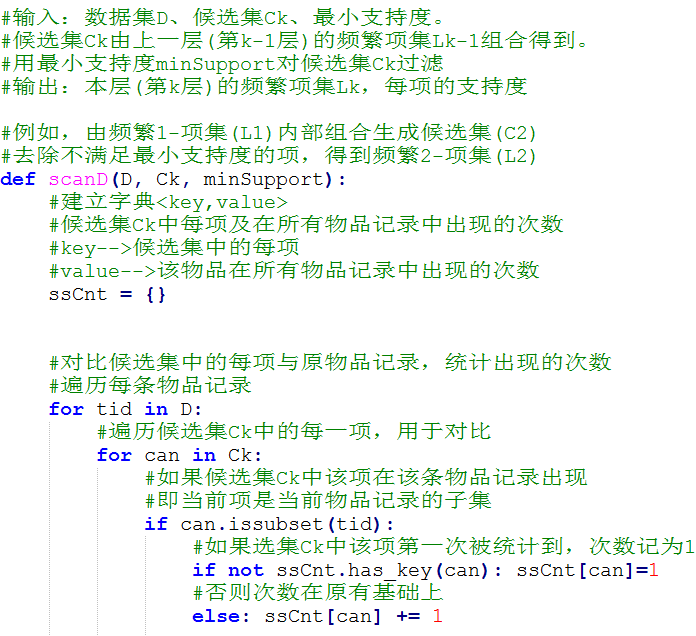 #输入: 数据集D、候选集Ck、最小支持度。
#候选集Ck由上一层(第k-1层)的频繁项集Lk-1组合得到。
#用最小支持度minSupport对候选集Ck过滤
#输出: 本层(第k层)的频繁项集Lk，每项的支持度
#例如，由频繁1-项集(L1)内部组合生成候选集(C2)
#去除不满足最小支持度的项，得到频繁2-项集(L2)
def scanD(D, Ck, minSupport):
    #建立字典<key,value>
    #候选集Ck中每项及在所有物品记录中出现的次数
    #key-->候选集中的每项
    #value-->该物品在所有物品记录中出现的次数
    ssCnt = {}
    #对比候选集中的每项与原物品记录，统计出现的次数
    #遍历每条物品记录
    for tid in D:
        #遍历候选集Ck中的每一项，用于对比
        for can in Ck:
            #如果候选集Ck中该项在该条物品记录出现
            #即当前项是当前物品记录的子集
            if can.issubset(tid):
                #如果选集Ck中该项第一次被统计到，次数记为1
                if not ssCnt.has_key(can): ssCnt[can]=1
                #否则次数在原有基础上
                else: ssCnt[can] += 1